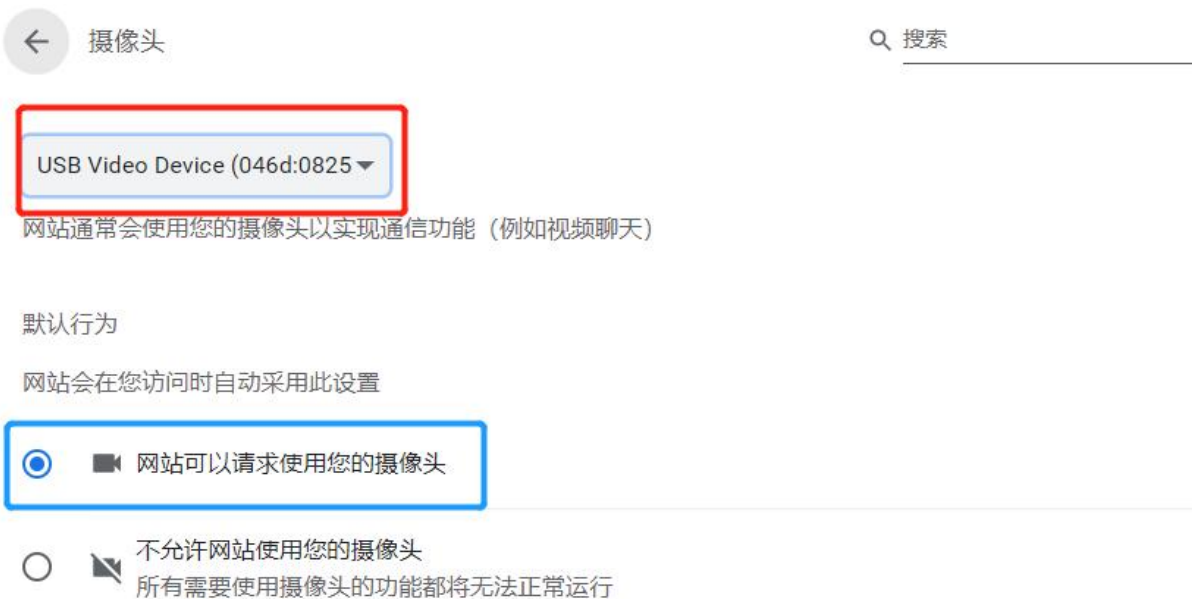 摄像头
搜索
USB Video Device (046d:0825
网站通常会使用您的摄像头以实现通信功能（例如视频聊天）
默认行为
网站会在您访问时自动采用此设置
网站可以请求使用您的摄像头
不允许网站使用您的摄像头
所有需要使用摄像头的功能都将无法正常运行